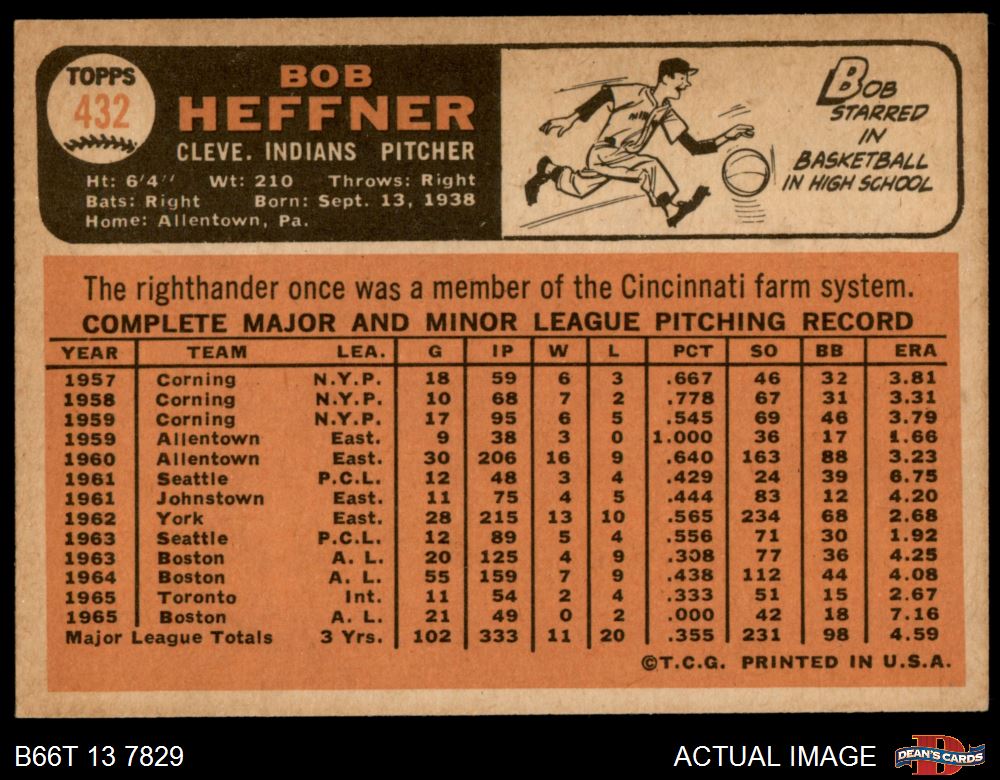 TOPPS
432
BOB
HEFFNER
CLEVE. INDIANS PITCHER
Ht: 6'4" Wt: 210 Throws: Right
Bats: Right Born: Sept. 13, 1938
Home: Allentown, Pa.
BOB
STARRED
IN
BASKETBALL
IN HIGH SCHOOL
The righthander once was a member of the Cincinnati farm system.
COMPLETE MAJOR AND MINOR LEAGUE PITCHING RECORD
YEAR TEAM LEA. G IP W L PCT SO BB ERA
1957 Corning N.Y.P. 18 59 6 3 .667 46 32 3.81
1958 Corning N.Y.P. 10 68 7 2 .778 67 31 3.31
1959 Corning N.Y.P. 17 95 6 5 .545 69 46 3.79
1959 Allentown East. 9 38 3 0 1.000 36 17 1.66
1960 Allentown East. 30 206 16 9 .640 163 88 3.23
1961 Seattle P.C.L. 12 48 3 4 .429 24 39 6.75
1961 Johnstown East. 11 75 4 5 .444 83 12 4.20
1962 York East. 28 215 13 10 .565 234 68 2.68
1963 Seattle P.C.L. 12 89 5 4 .556 71 30 1.92
1963 Boston A. L. 20 125 4 9 .308 77 36 4.25
1964 Boston A. L. 55 159 7 9 .438 112 44 4.08
1965 Toronto Int. 11 54 2 4 .333 51 15 2.67
1965 Boston A. L. 21 49 0 2 .000 42 18 7.16
Major League Totals 3 Yrs. 102 333 11 20 .355 231 98 4.59
©T.C.G. PRINTED IN U.S.A.
B66T 13 7829
ACTUAL IMAGE
DEAN'S CARDS